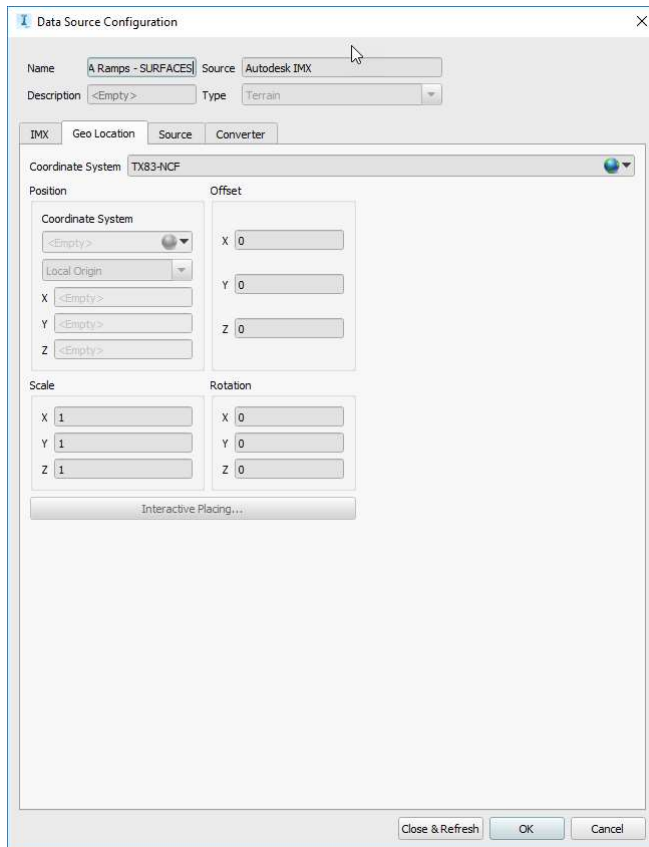 Data Source Configuration
Name A Ramps - SURFACES Source Autodesk IMX
Description <Empty> Type Terrain
IMX Geo Location Source Converter
Coordinate System TX83-NCF
Position Offset
Coordinate System
<Empty>
X 0
Local Origin
Y 0
X <Empty>
Y <Empty>
Z 0
Z <Empty>
Scale Rotation
X 1 X 0
Y 1 Y 0
Z 1 Z 0
Interactive Placing...
Close & Refresh OK Cancel